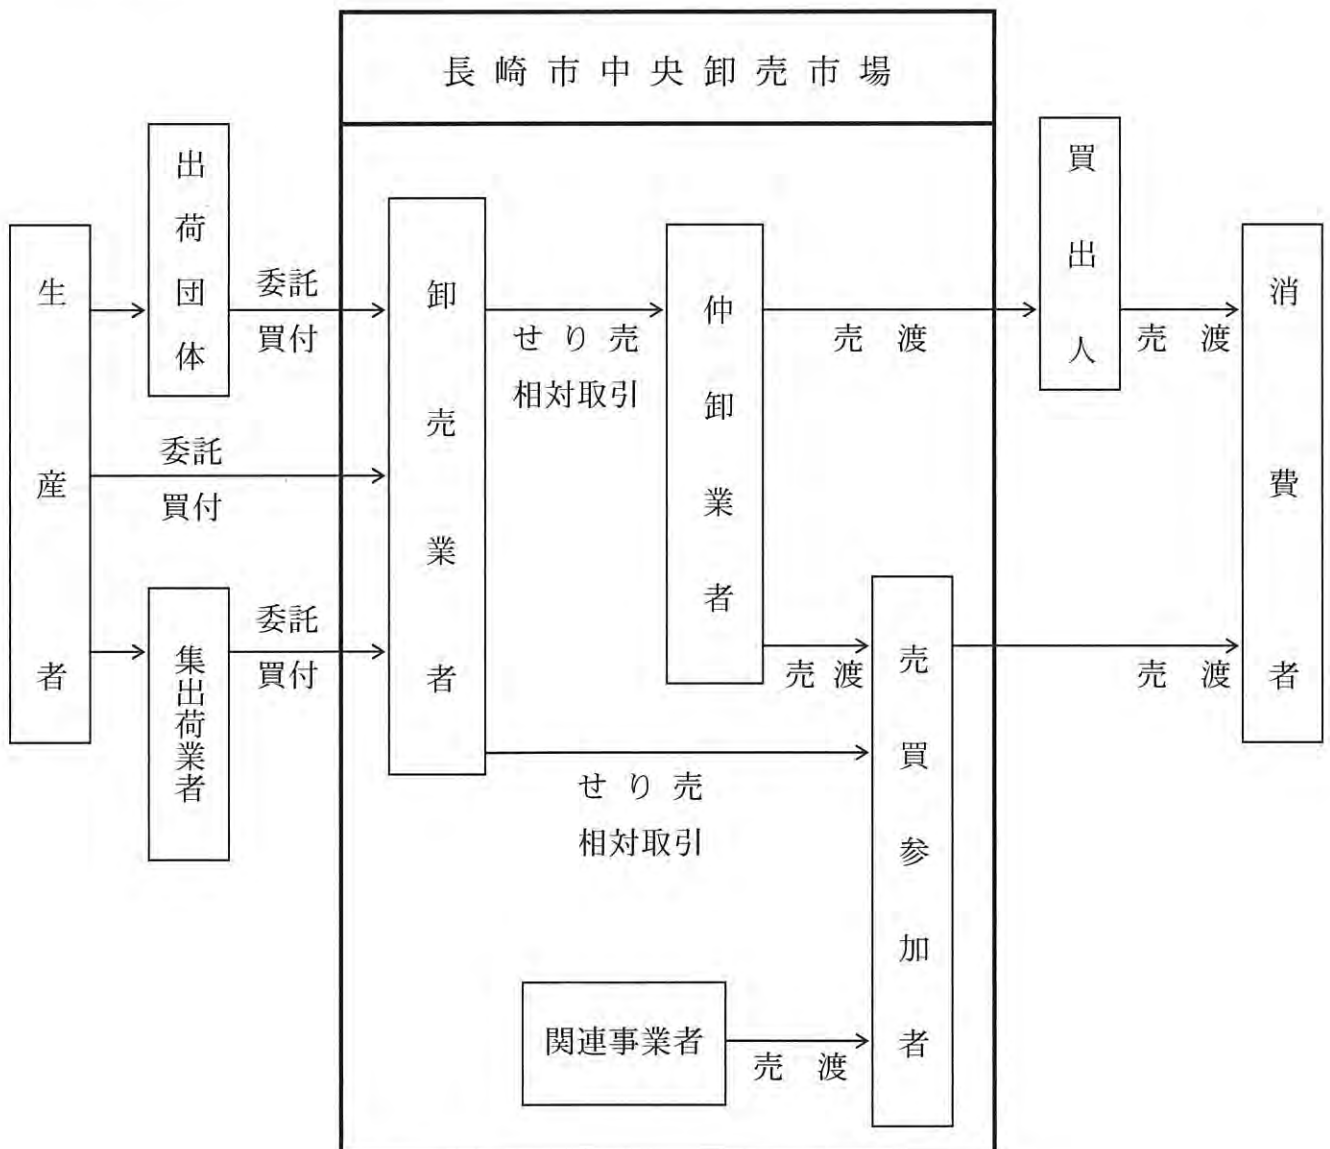 長崎市中央卸売市場
生産者
出荷団体
委託
買付
委託
買付
集出荷業者
委託
買付
卸売業者
せり売
相対取引
仲卸業者
売渡
買出人
売渡
消費者
売渡
売買参加者
売渡
せり売
相対取引
関連事業者
売渡